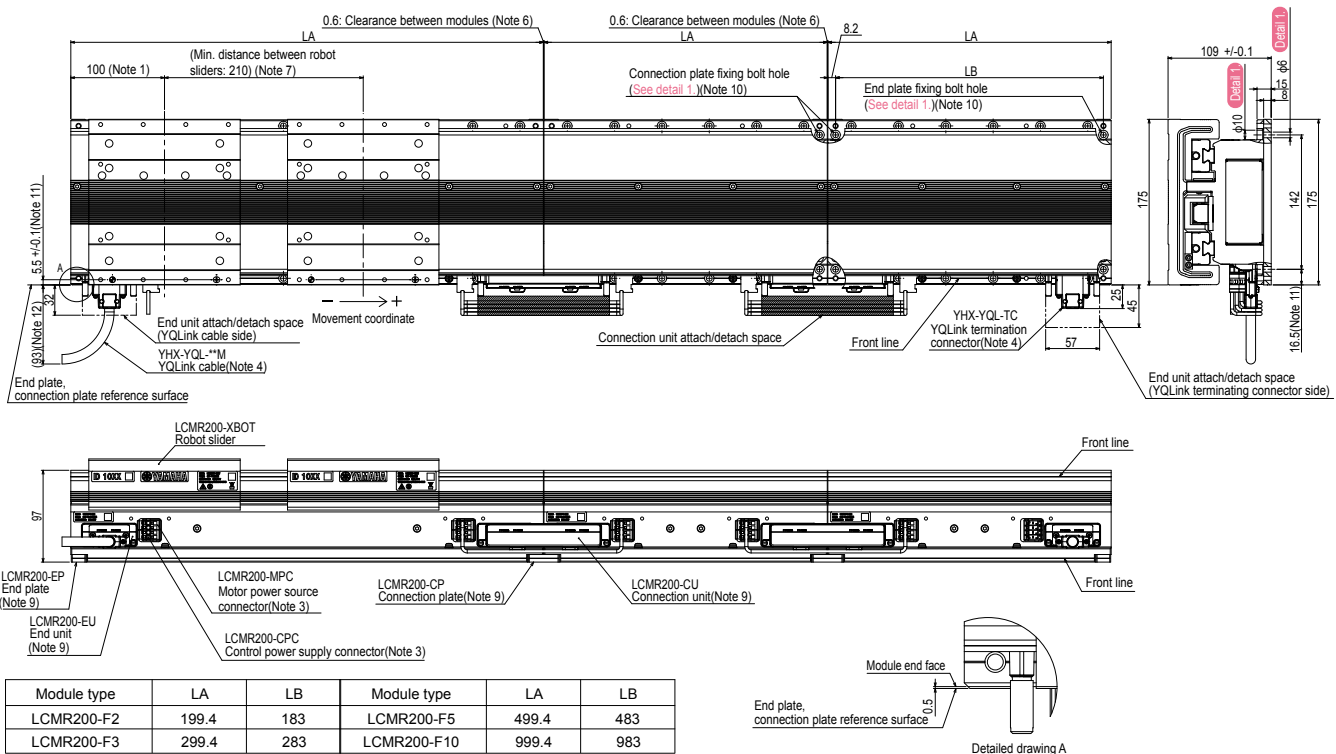 0.6: Clearance between modules (Note 6)
0.6: Clearance between modules (Note 6)
LA
LA
8.2
LA
109 +/-0.1
Detail 1.
φ6
15
8
Detail 1.
φ10
100 (Note 1)
(Min. distance between robot
sliders: 210) (Note 7)
Connection plate fixing bolt hole
(See detail 1.)(Note 10)
LB
End plate fixing bolt hole
(See detail 1.)(Note 10)
175
142
175
16.5(Note 11)
5.5 +/-0.1(Note 11)
A
32
(93)(Note 12)
− +
Movement coordinate
End unit attach/detach space
(YQLink cable side)
YHX-YQL-**M
YQLink cable(Note 4)
End plate,
connection plate reference surface
Connection unit attach/detach space
Front line
YHX-YQL-TC
YQLink termination
connector(Note 4)
25
45
57
End unit attach/detach space
(YQLink terminating connector side)
LCMR200-XBOT
Robot slider
Front line
ID 10XX YAMAHA
ID 10XX YAMAHA
97
LCMR200-EP
End plate
(Note 9)
LCMR200-EU
End unit
(Note 9)
LCMR200-MPC
Motor power source
connector(Note 3)
LCMR200-CPC
Control power supply connector(Note 3)
LCMR200-CP
Connection plate(Note 9)
LCMR200-CU
Connection unit(Note 9)
Front line
Module type LA LB Module type LA LB
LCMR200-F2 199.4 183 LCMR200-F5 499.4 483
LCMR200-F3 299.4 283 LCMR200-F10 999.4 983
Module end face
End plate,
connection plate reference surface
0.5
Detailed drawing A